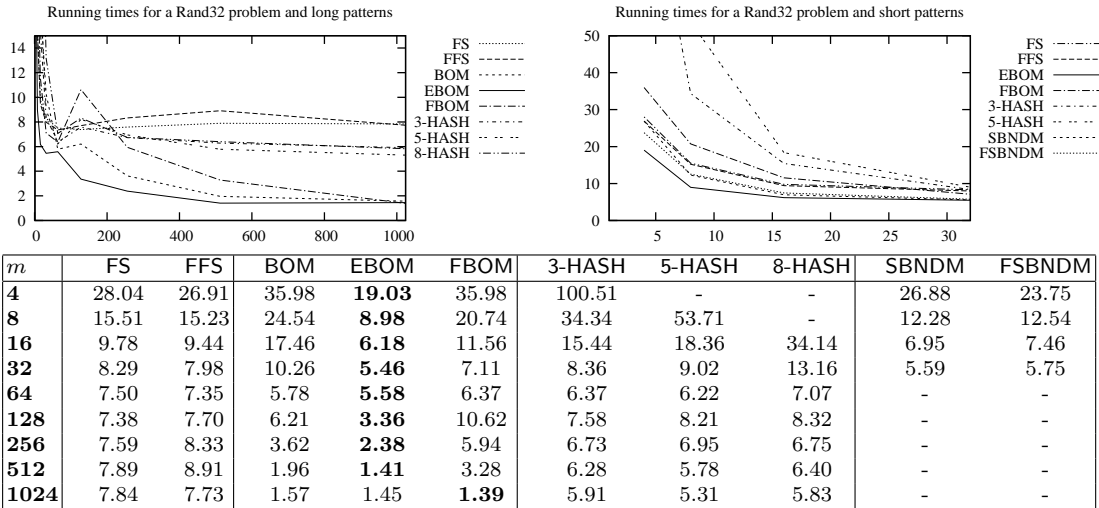 Running times for a Rand32 problem and long patterns
14
12
10
8
6
4
2
0
0 200 400 600 800 1000
FS
FFS
BOM
EBOM
FBOM
3-HASH
5-HASH
8-HASH
Running times for a Rand32 problem and short patterns
50
40
30
20
10
0
5 10 15 20 25 30
FS
FFS
EBOM
FBOM
3-HASH
5-HASH
SBNDM
FSBNDM
m FS FFS BOM EBOM FBOM 3-HASH 5-HASH 8-HASH SBNDM FSBNDM
4 28.04 26.91 35.98 19.03 35.98 100.51 - - 26.88 23.75
8 15.51 15.23 24.54 8.98 20.74 34.34 53.71 - 12.28 12.54
16 9.78 9.44 17.46 6.18 11.56 15.44 18.36 34.14 6.95 7.46
32 8.29 7.98 10.26 5.46 7.11 8.36 9.02 13.16 5.59 5.75
64 7.50 7.35 5.78 5.58 6.37 6.37 6.22 7.07 - -
128 7.38 7.70 6.21 3.36 10.62 7.58 8.21 8.32 - -
256 7.59 8.33 3.62 2.38 5.94 6.73 6.95 6.75 - -
512 7.89 8.91 1.96 1.41 3.28 6.28 5.78 6.40 - -
1024 7.84 7.73 1.57 1.45 1.39 5.91 5.31 5.83 - -